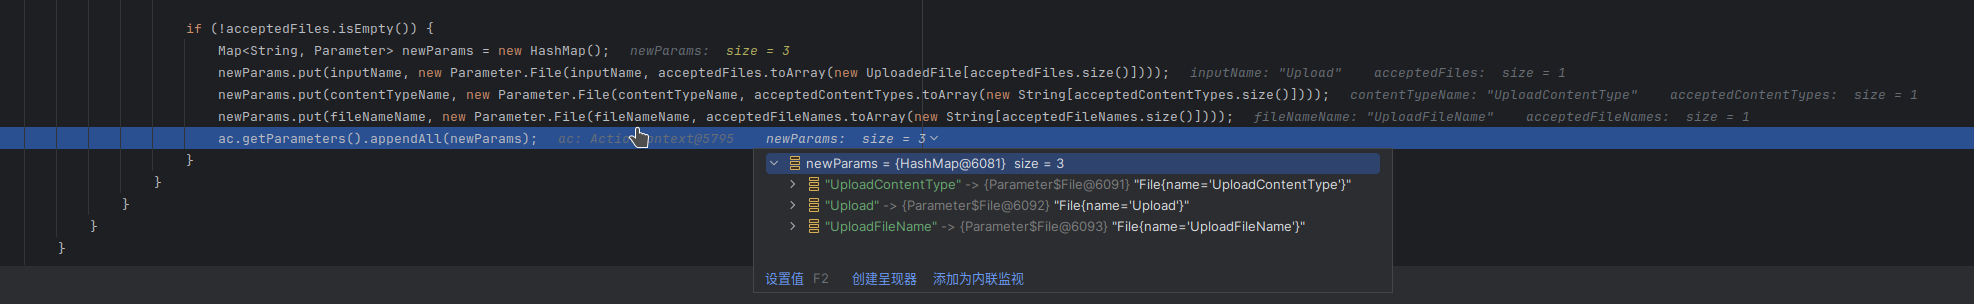 if (!acceptedFiles.isEmpty()) {
Map<String, Parameter> newParams = new HashMap(); newParams: size = 3
newParams.put(inputName, new Parameter.File(inputName, acceptedFiles.toArray(new UploadedFile[acceptedFiles.size()]))); inputName: "Upload" acceptedFiles: size = 1
newParams.put(contentTypeName, new Parameter.File(contentTypeName, acceptedContentTypes.toArray(new String[acceptedContentTypes.size()]))); contentTypeName: "UploadContentType" acceptedContentTypes: size = 1
newParams.put(fileNameName, new Parameter.File(fileNameName, acceptedFileNames.toArray(new String[acceptedFileNames.size()]))); fileNameName: "UploadFileName" acceptedFileNames: size = 1
ac.getParameters().appendAll(newParams); ac: ActionContext@5795 newParams: size = 3
}
newParams = {HashMap@6081} size = 3
"UploadContentType" -> {Parameter$File@6091} "File{name='UploadContentType'}"
}
"Upload" -> {Parameter$File@6092} "File{name='Upload'}"
}
"UploadFileName" -> {Parameter$File@6093} "File{name='UploadFileName'}"
}
}
设置值 F2 创建呈现器 添加为内联监视